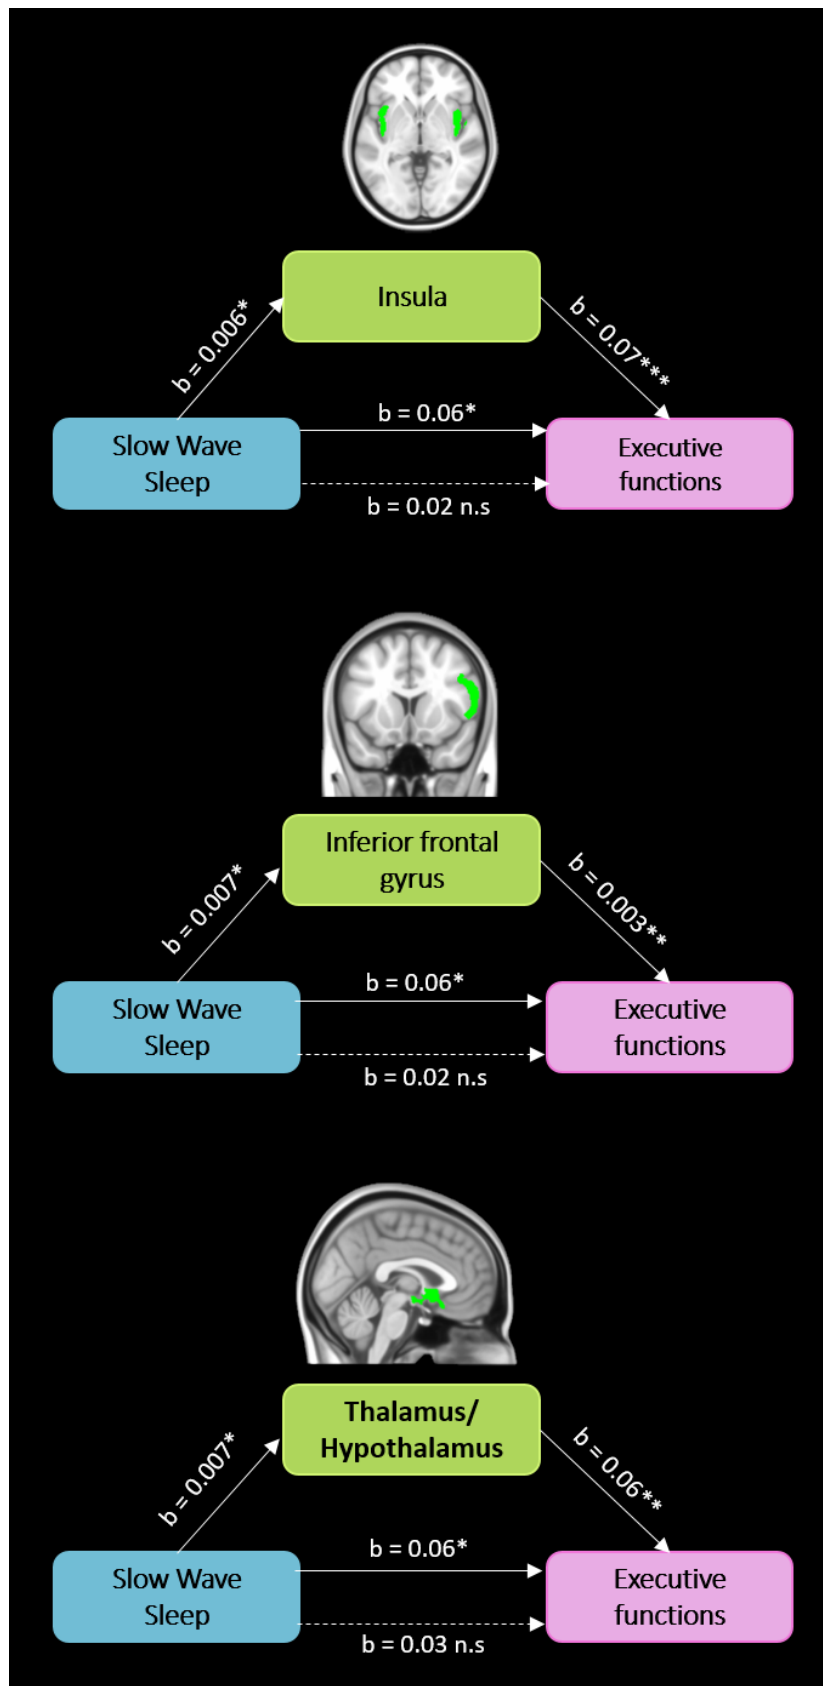 Insula
b = 0.006*
b = 0.07***
b = 0.06*
Slow Wave
Sleep
Executive
functions
b = 0.02 n.s
Inferior frontal
gyrus
b = 0.007*
b = 0.003**
b = 0.06*
Slow Wave
Sleep
Executive
functions
b = 0.02 n.s
Thalamus/
Hypothalamus
b = 0.007*
b = 0.06**
b = 0.06*
Slow Wave
Sleep
Executive
functions
b = 0.03 n.s